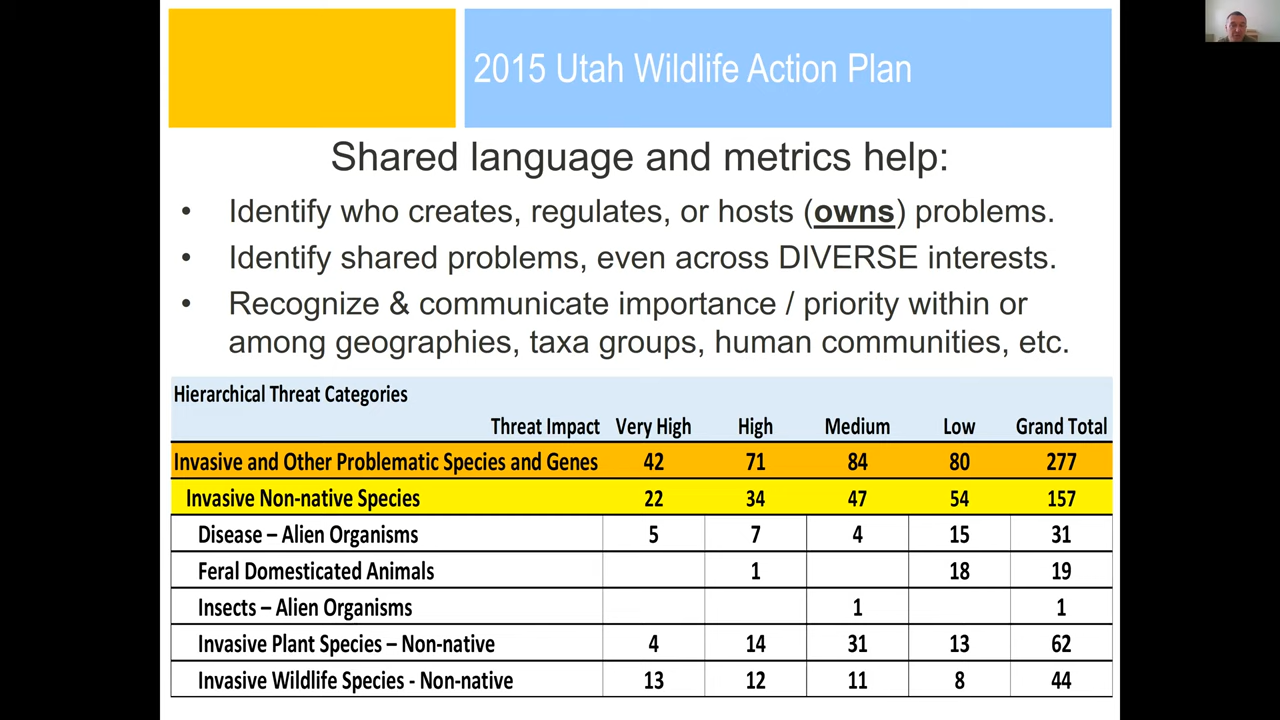 2015 Utah Wildlife Action Plan
Shared language and metrics help:
• Identify who creates, regulates, or hosts (owns) problems.
• Identify shared problems, even across DIVERSE interests.
• Recognize & communicate importance / priority within or
among geographies, taxa groups, human communities, etc.
Hierarchical Threat Categories
Threat Impact Very High High Medium Low Grand Total
Invasive and Other Problematic Species and Genes 42 71 84 80 277
Invasive Non-native Species 22 34 47 54 157
Disease – Alien Organisms 5 7 4 15 31
Feral Domesticated Animals 1 18 19
Insects – Alien Organisms 1 1
Invasive Plant Species – Non-native 4 14 31 13 62
Invasive Wildlife Species - Non-native 13 12 11 8 44